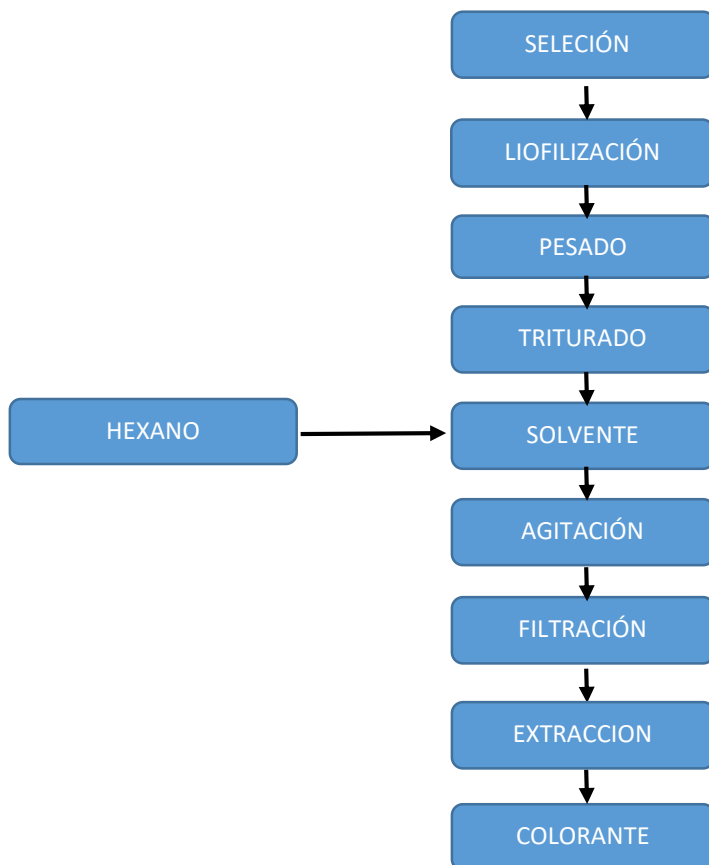 SELECIÓN
LIOFILIZACIÓN
PESADO
TRITURADO
HEXANO
SOLVENTE
AGITACIÓN
FILTRACIÓN
EXTRACCION
COLORANTE